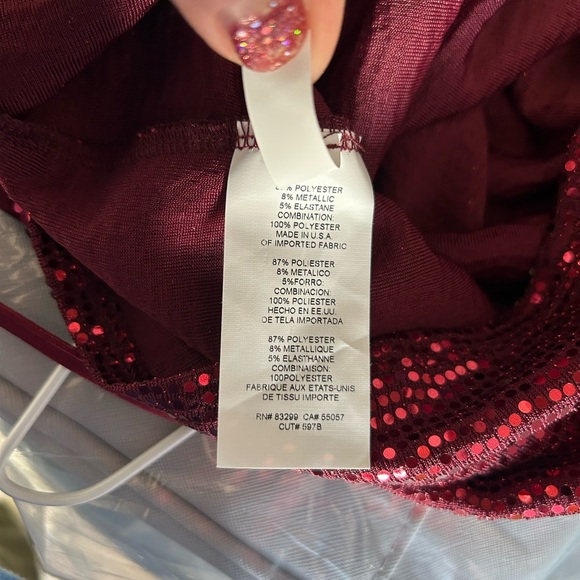 % POLYESTER
8% METALLIC
5% ELASTANE
COMBINATION:
100% POLYESTER
MADE IN U.S.A.
OF IMPORTED FABRIC
87% POLIESTER
8% METALICO
5%FORRO:
COMBINACION:
100% POLIESTER
HECHO EN EE.UU.
DE TELA IMPORTADA
87% POLYESTER
8% METALLIQUE
5% ELASTHANNE
COMBINAISON:
100POLYESTER
FABRIQUE AUX ETATS-UNIS
DE TISSU IMPORTE
RN# 83299 CA# 55057
CUT# 597B